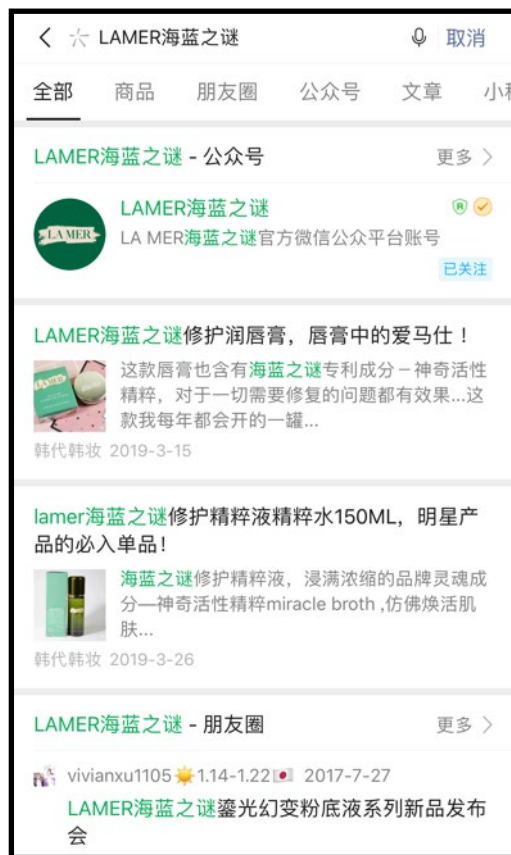 LAMER海蓝之谜 取消
全部 商品 朋友圈 公众号 文章
LAMER海蓝之谜 - 公众号 更多
LAMER海蓝之谜
LA MER
LA MER海蓝之谜官方微信公众平台账号
已关注
LAMER海蓝之谜修护润唇膏，唇膏中的爱马仕！
这款唇膏也含有海蓝之谜专利成分－神奇活性
精粹，对于一切需要修复的问题都有效果...这
款我每年都会开的一罐...
韩代韩妆 2019-3-15
lamer海蓝之谜修护精粹液精粹水150ML，明星产
品的必入单品！
海蓝之谜修护精粹液，浸满浓缩的品牌灵魂成
分—神奇活性精粹miracle broth ,仿佛焕活肌
肤...
韩代韩妆 2019-3-26
LAMER海蓝之谜 - 朋友圈 更多
vivianxu1105☀️1.14-1.22🇯🇵 2017-7-27
LAMER海蓝之谜鎏光幻变粉底液系列新品发布
会